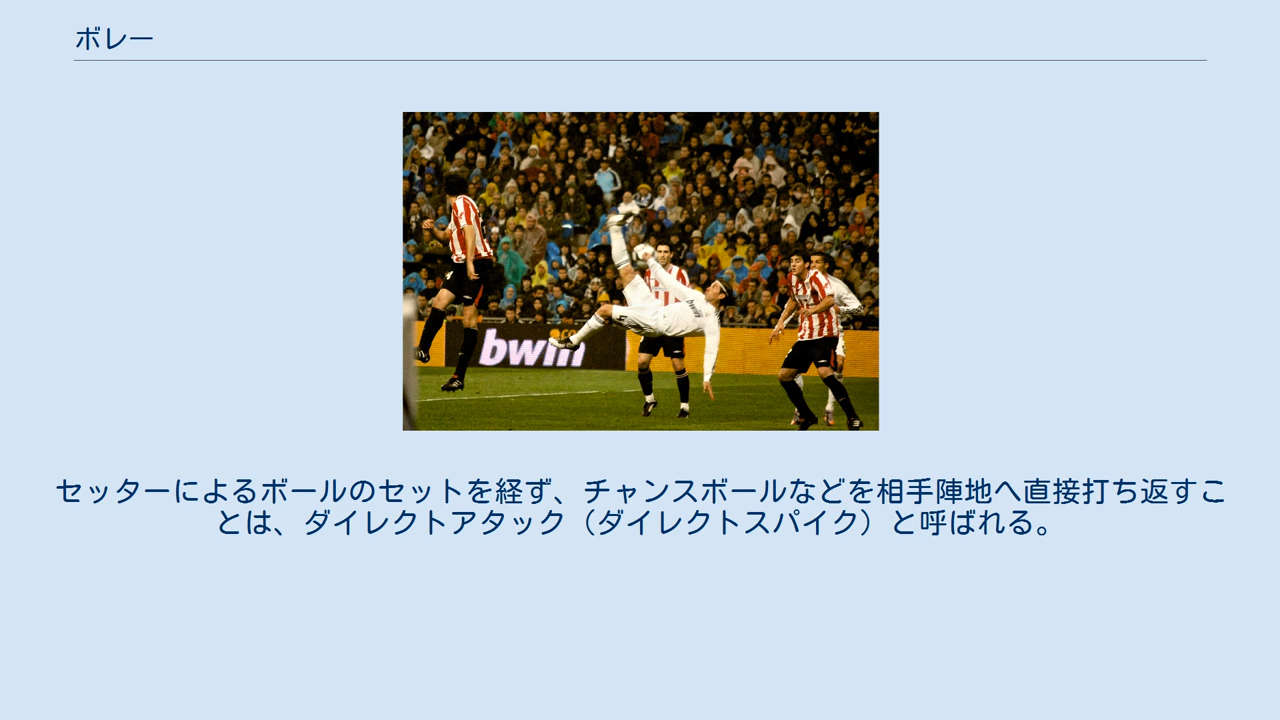 ボレー
bwin
セッターによるボールのセットを経ず、チャンスボールなどを相手陣地へ直接打ち返すこ
とは、ダイレクトアタック（ダイレクトスパイク）と呼ばれる。